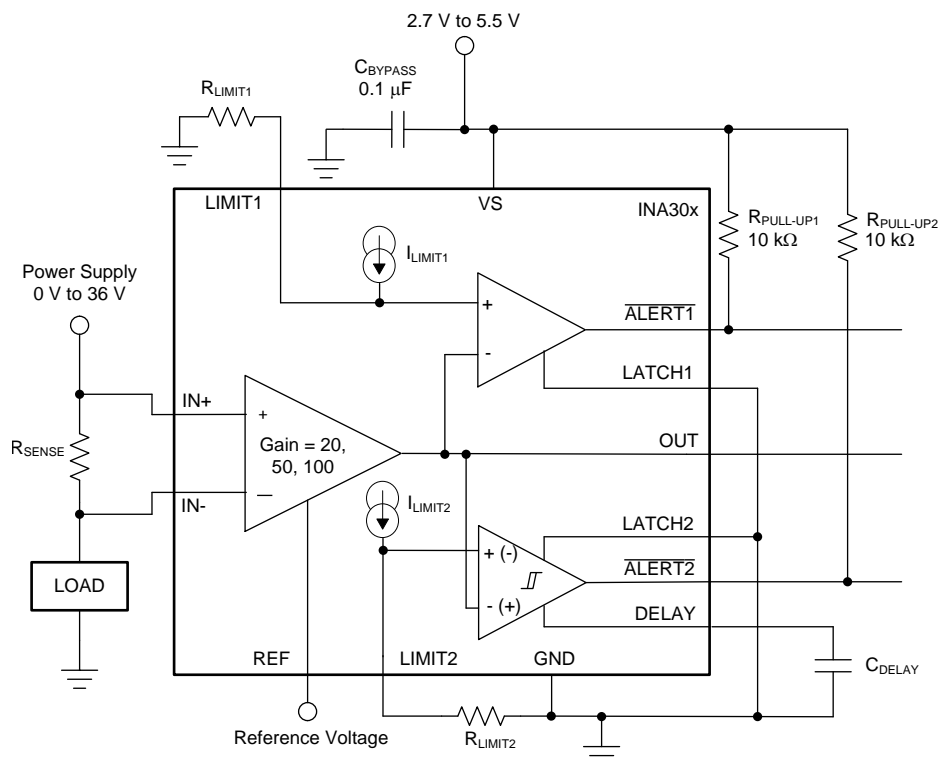 2.7 V to 5.5 V
CBYPASS
0.1 μF
RLIMIT1
LIMIT1
VS
INA30x
RPULL-UP1
10 kΩ
RPULL-UP2
10 kΩ
ILIMIT1
Power Supply
0 V to 36 V
+
-
ALERT1
LATCH1
IN+
+
Gain = 20,
50, 100
OUT
RSENSE
IN-
—
ILIMIT2
LATCH2
+ (-)
- (+)
ALERT2
LOAD
DELAY
REF
LIMIT2
GND
CDELAY
Reference Voltage
RLIMIT2